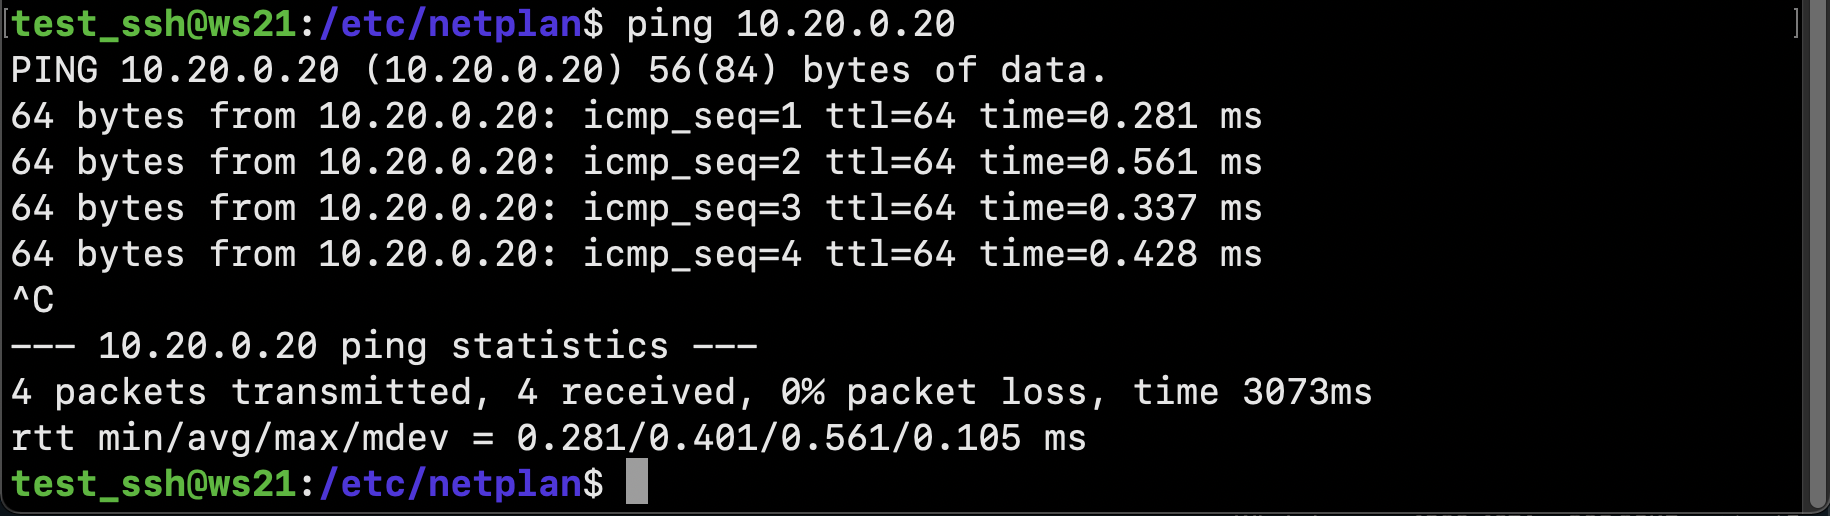 [test_ssh@ws21:/etc/netplan$ ping 10.20.0.20 ]
PING 10.20.0.20 (10.20.0.20) 56(84) bytes of data.
64 bytes from 10.20.0.20: icmp_seq=1 ttl=64 time=0.281 ms
64 bytes from 10.20.0.20: icmp_seq=2 ttl=64 time=0.561 ms
64 bytes from 10.20.0.20: icmp_seq=3 ttl=64 time=0.337 ms
64 bytes from 10.20.0.20: icmp_seq=4 ttl=64 time=0.428 ms
^C
--- 10.20.0.20 ping statistics ---
4 packets transmitted, 4 received, 0% packet loss, time 3073ms
rtt min/avg/max/mdev = 0.281/0.401/0.561/0.105 ms
test_ssh@ws21:/etc/netplan$